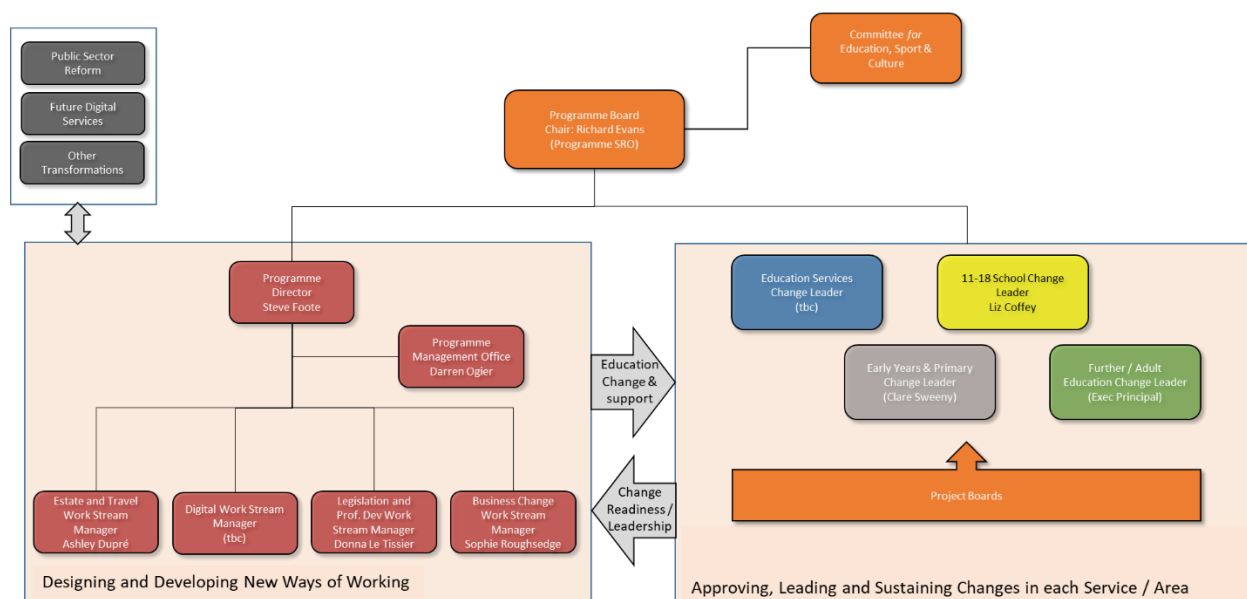 Public Sector
Reform
Future Digital
Services
Other
Transformations
Committee for
Education, Sport &
Culture
Programme Board
Chair: Richard Evans
(Programme SRO)
Programme
Director
Steve Foote
Programme
Management Office
Darren Ogier
Estate and Travel
Work Stream
Manager
Ashley Dupré
Digital Work Stream
Manager
(tbc)
Legislation and
Prof. Dev Work
Stream Manager
Donna Le Tissier
Business Change
Work Stream
Manager
Sophie Roughsedge
Designing and Developing New Ways of Working
Education
Change &
support
Change
Readiness /
Leadership
Education Services
Change Leader
(tbc)
11-18 School Change
Leader
Liz Coffey
Early Years & Primary
Change Leader
(Clare Sweeny)
Further / Adult
Education Change Leader
(Exec Principal)
Project Boards
Approving, Leading and Sustaining Changes in each Service / Area